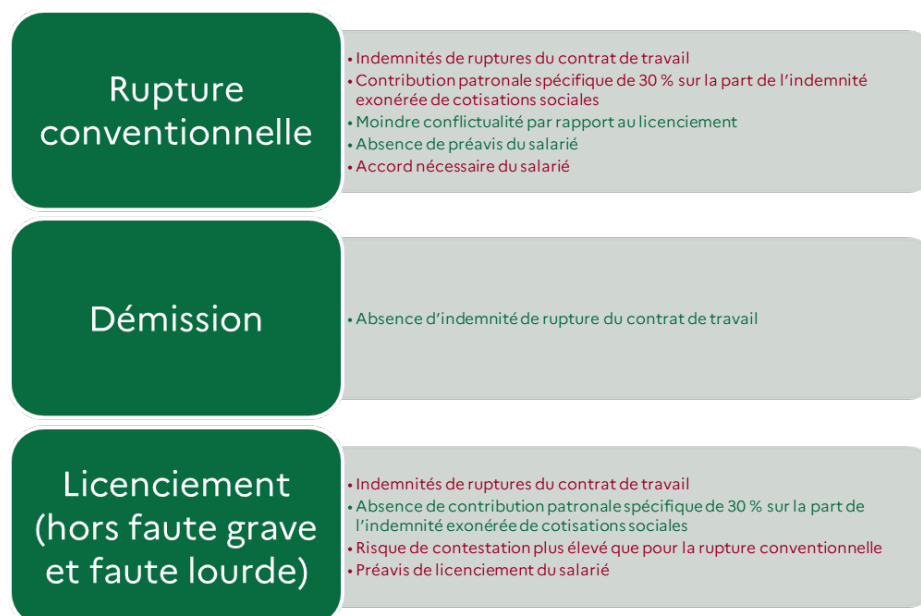 Rupture
conventionnelle
• Indemnités de ruptures du contrat de travail
• Contribution patronale spécifique de 30 % sur la part de l’indemnité
exonérée de cotisations sociales
• Moindre conflictualité par rapport au licenciement
• Absence de préavis du salarié
• Accord nécessaire du salarié
Démission
• Absence d’indemnité de rupture du contrat de travail
Licenciement
(hors faute grave
et faute lourde)
• Indemnités de ruptures du contrat de travail
• Absence de contribution patronale spécifique de 30 % sur la part de
l’indemnité exonérée de cotisations sociales
• Risque de contestation plus élevé que pour la rupture conventionnelle
• Préavis de licenciement du salarié